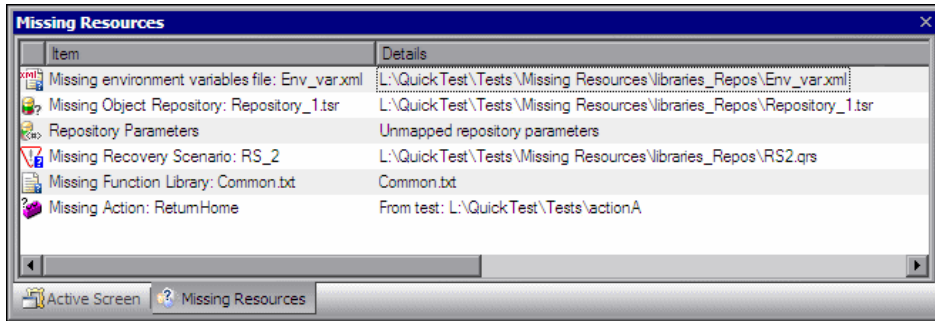 Missing Resources
Item Details
Missing environment variables file: Env_var.xml L:\QuickTest\Tests\Missing Resources\libraries_Repos\Env_var.xml
Missing Object Repository: Repository_1.tsr L:\QuickTest\Tests\Missing Resources\libraries_Repos\Repository_1.tsr
Repository Parameters Unmapped repository parameters
Missing Recovery Scenario: RS_2 L:\QuickTest\Tests\Missing Resources\libraries_Repos\RS2.qrs
Missing Function Library: Common.txt Common.txt
Missing Action: ReturnHome From test: L:\QuickTest\Tests\actionA
Active Screen Missing Resources